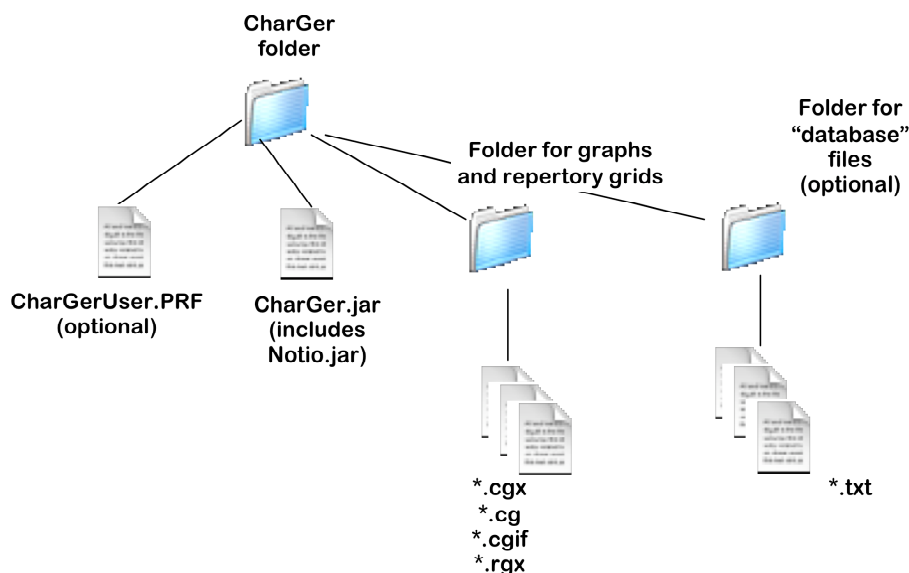 CharGer
folder
Folder for
“database”
files
(optional)
Folder for graphs
and repertory grids
CharGerUser.PRF
(optional)
CharGer.jar
(includes
Notio.jar)
*.cgx
*.cg
*.cgif
*.rgx
*.txt